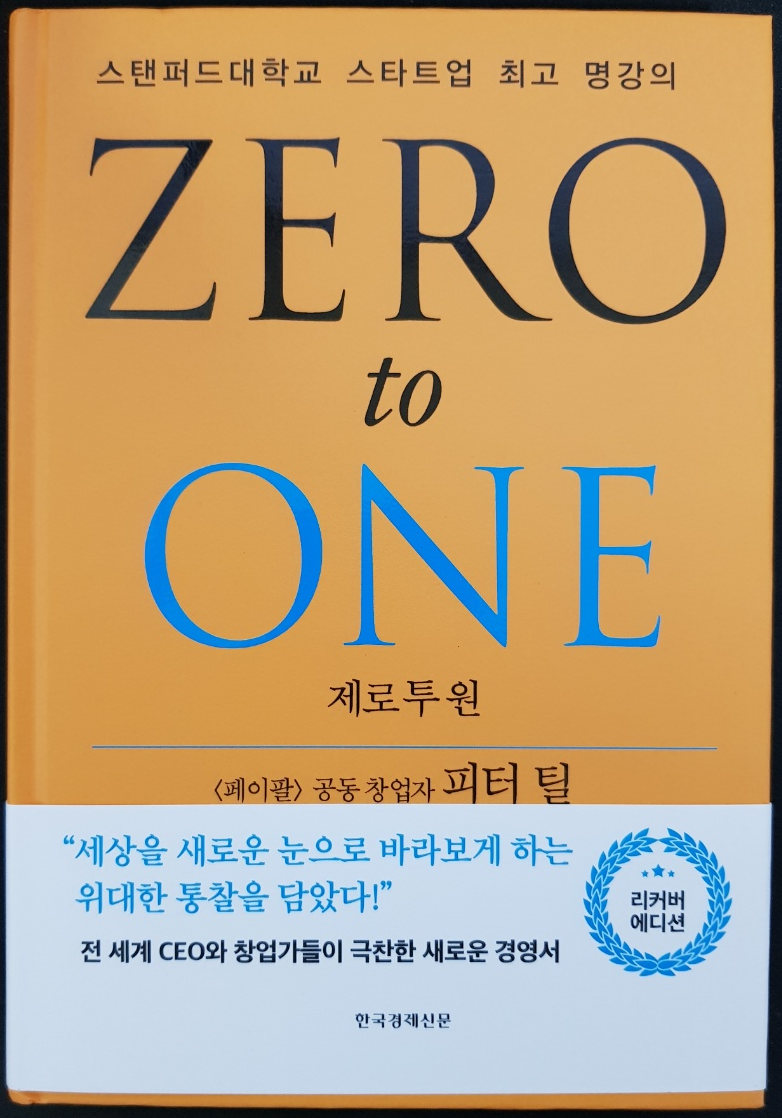 스탠퍼드대학교 스타트업 최고 명강의
ZERO
to
ONE
제로 투 원
〈페이팔〉 공동 창업자 피터 틸
“세상을 새로운 눈으로 바라보게 하는
위대한 통찰을 담았다!”
전 세계 CEO와 창업가들이 극찬한 새로운 경영서
리커버
에디션
한국경제신문